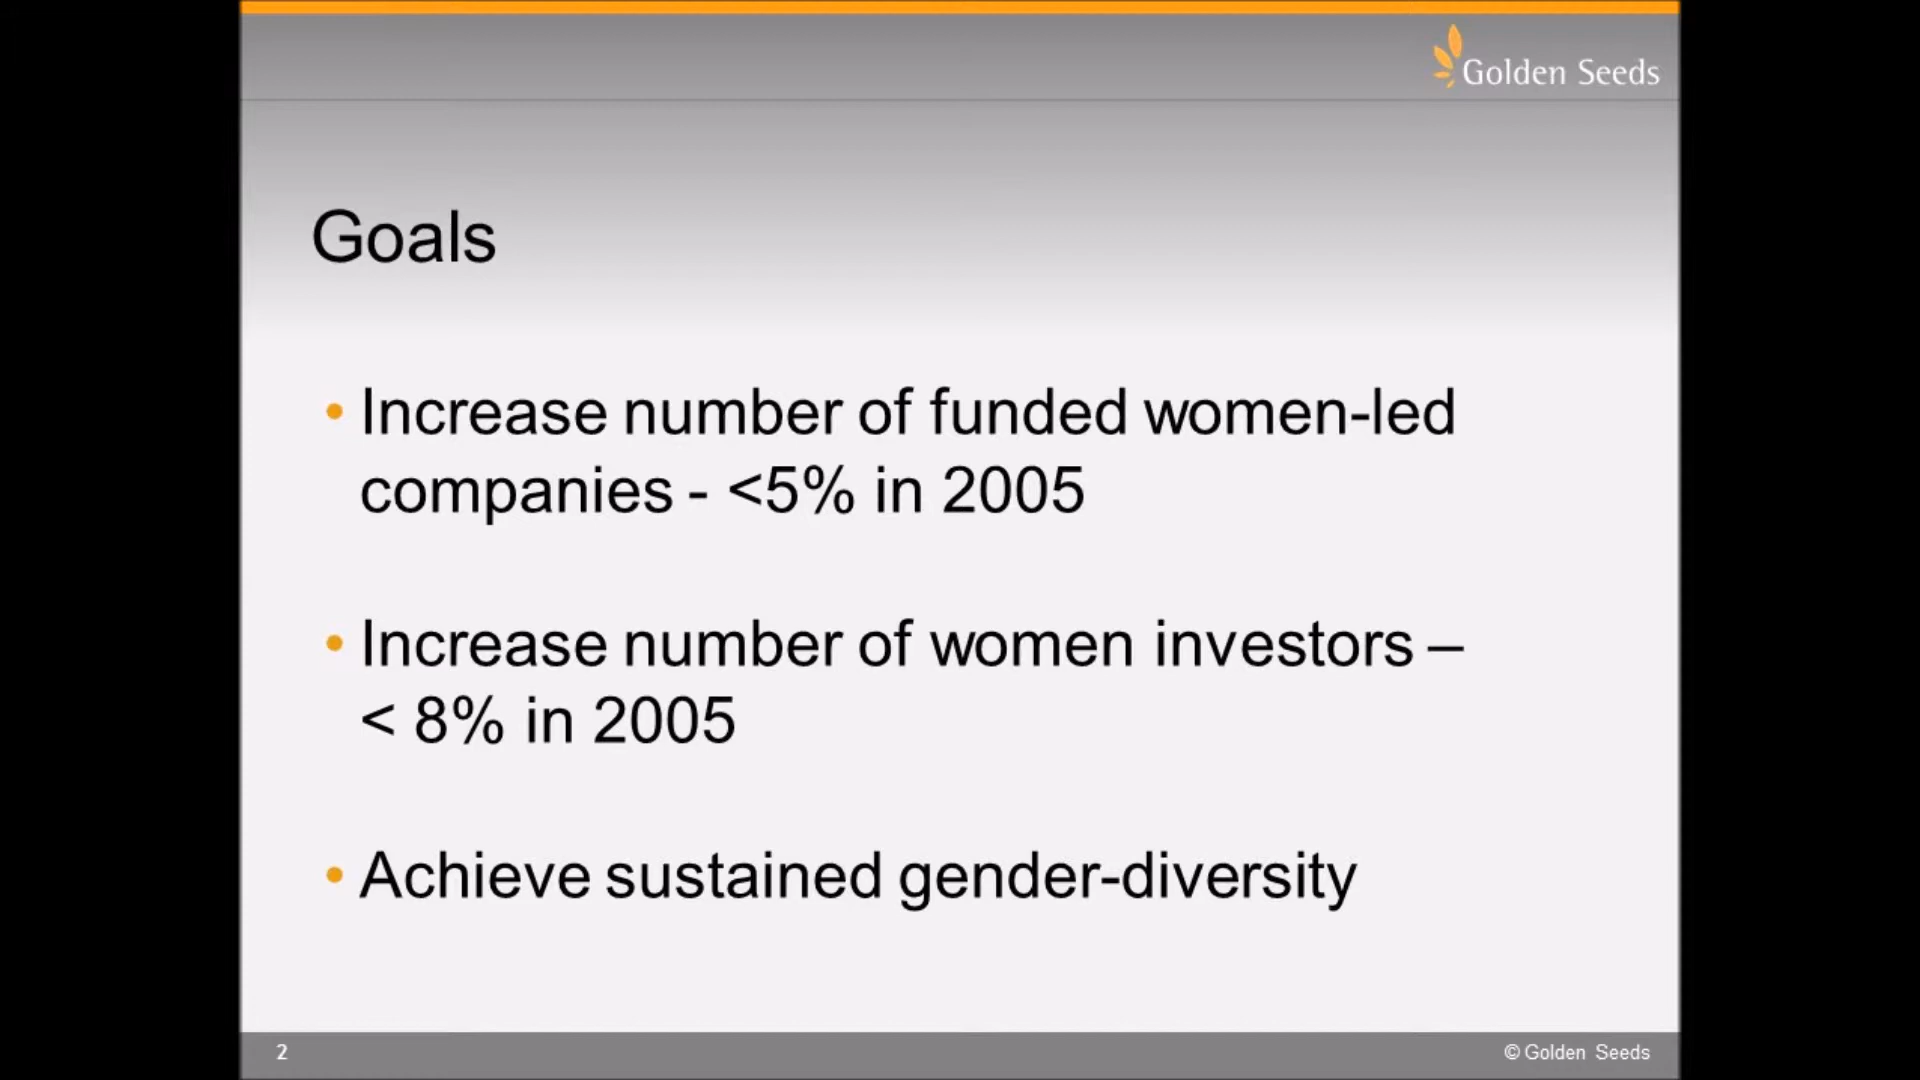 Golden Seeds
Goals
• Increase number of funded women-led
companies - <5% in 2005
• Increase number of women investors –
< 8% in 2005
• Achieve sustained gender-diversity
2
© Golden Seeds